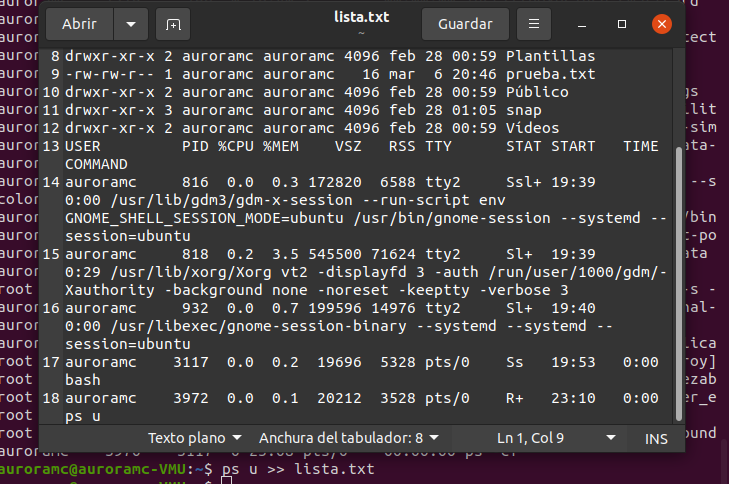 auror
Abrir
lista.txt
~
Guardar
8 drwxr-xr-x 2 auroramc auroramc 4096 feb 28 00:59 Plantillas
9 -rw-rw-r-- 1 auroramc auroramc   16 mar  6 20:46 prueba.txt
10 drwxr-xr-x 2 auroramc auroramc 4096 feb 28 00:59 Público
11 drwxr-xr-x 3 auroramc auroramc 4096 feb 28 01:05 snap
12 drwxr-xr-x 2 auroramc auroramc 4096 feb 28 00:59 Vídeos
13 USER         PID %CPU %MEM    VSZ   RSS TTY      STAT START   TIME
COMMAND
14 auroramc     816  0.0  0.3 172820  6588 tty2     Ssl+ 19:39
0:00 /usr/lib/gdm3/gdm-x-session --run-script env
GNOME_SHELL_SESSION_MODE=ubuntu /usr/bin/gnome-session --systemd --
session=ubuntu
15 auroramc     818  0.2  3.5 545500 71624 tty2     Sl+  19:39
0:29 /usr/lib/xorg/Xorg vt2 -displayfd 3 -auth /run/user/1000/gdm/-
Xauthority -background none -noreset -keeptty -verbose 3
16 auroramc     932  0.0  0.7 199596 14976 tty2     Sl+  19:40
0:00 /usr/libexec/gnome-session-binary --systemd --systemd --
session=ubuntu
17 auroramc    3117  0.0  0.2  19696  5328 pts/0    Ss   19:53   0:00
bash
18 auroramc    3972  0.0  0.1  20212  3528 pts/0    R+   23:10   0:00
ps u
Texto plano
Anchura del tabulador: 8
Ln 1, Col 9
INS
auroramc@auroramc-VMU:~$ ps u >> lista.txt